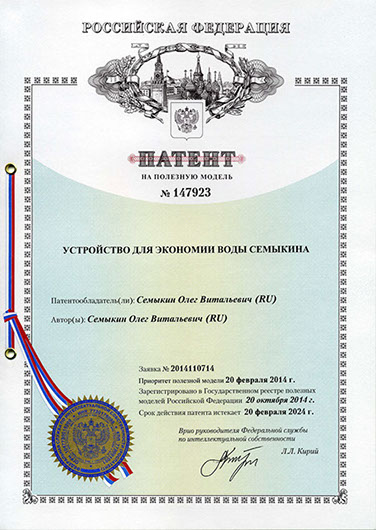 РОССИЙСКАЯ ФЕДЕРАЦИЯ
ПАТЕНТ
НА ПОЛЕЗНУЮ МОДЕЛЬ
№ 147923
УСТРОЙСТВО ДЛЯ ЭКОНОМИИ ВОДЫ СЕМЫКИНА
Патентообладатель(ли): Семыкин Олег Витальевич (RU)
Автор(ы): Семыкин Олег Витальевич (RU)
Заявка № 2014110714
Приоритет полезной модели 20 февраля 2014 г.
Зарегистрировано в Государственном реестре полезных
моделей Российской Федерации 20 октября 2014 г.
Срок действия патента истекает 20 февраля 2024 г.
Врио руководителя Федеральной службы
по интеллектуальной собственности
Л.Л. Кирий